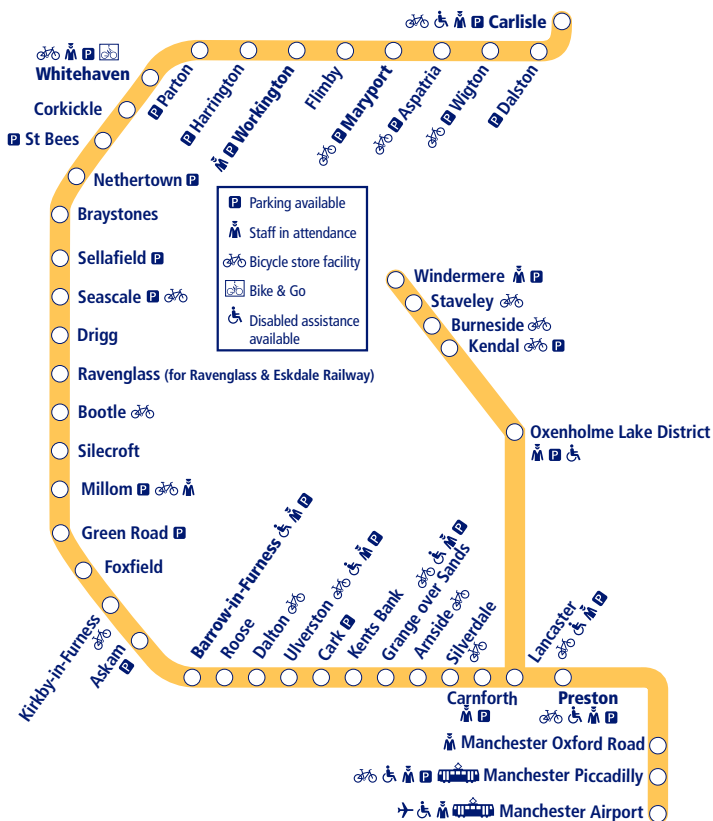 Carlisle
Whitehaven
Parton
Harrington
Workington
Flimby
Maryport
Aspatria
Wigton
Dalston
Corkickle
St Bees
Nethertown
Braystones
Sellafield
Seascale
Drigg
Ravenglass (for Ravenglass & Eskdale Railway)
Bootle
Silecroft
Millom
Green Road
Foxfield
Kirkby-in-Furness
Askam
P Parking available
Staff in attendance
Bicycle store facility
Bike & Go
Disabled assistance
available
Windermere
Staveley
Burneside
Kendal
Oxenholme Lake District
Barrow-in-Furness
Roose
Dalton
Ulverston
Cark
Kents Bank
Grange over Sands
Arnside
Silverdale
Carnforth
Lancaster
Preston
Manchester Oxford Road
Manchester Piccadilly
Manchester Airport